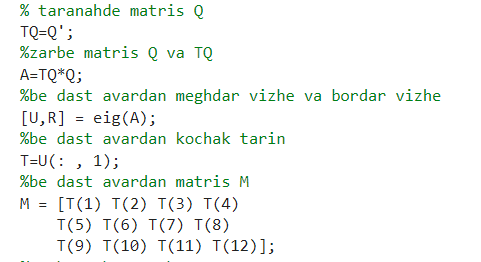 % taranahde matris Q
TQ=Q';
%zarbe matris Q va TQ
A=TQ*Q;
%be dast avardan meghdar vizhe va bordar vizhe
[U,R] = eig(A);
%be dast avardan kochak tarin
T=U(: , 1);
%be dast avardan matris M
M = [T(1) T(2) T(3) T(4)
T(5) T(6) T(7) T(8)
T(9) T(10) T(11) T(12)];